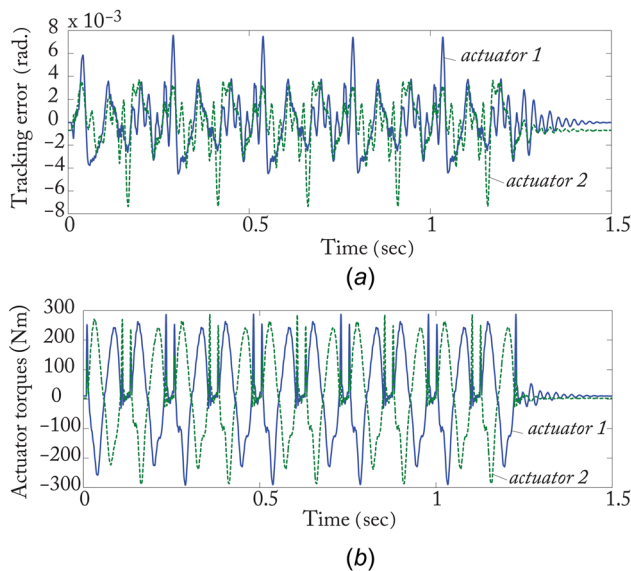 x 10⁻³
8
6
4
2
0
−2
−4
−6
−8
Tracking error (rad.)
actuator 1
actuator 2
0 0.5 1 1.5
Time (sec)
(a)
300
200
100
0
−100
−200
−300
Actuator torques (Nm)
actuator 1
actuator 2
0 0.5 1 1.5
Time (sec)
(b)